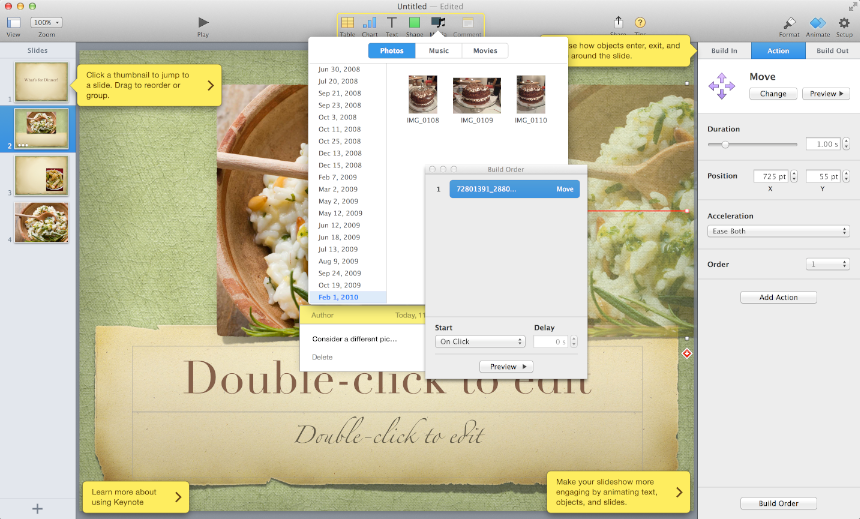 Untitled — Edited
View
100%
Zoom
Play
Table
Chart
Text
Shape
Comment
Share
Tips
Format
Animate
Setup
Slides
1
What's for Dinner?
2
3
4
Click a thumbnail to jump to
a slide. Drag to reorder or
group.
Photos
Music
Movies
Jun 30, 2008
Jul 20, 2008
Sep 21, 2008
Sep 23, 2008
Oct 3, 2008
Oct 11, 2008
Oct 25, 2008
Dec 13, 2008
Dec 15, 2008
Feb 7, 2009
Mar 2, 2009
May 2, 2009
May 12, 2009
Jun 12, 2009
Jun 18, 2009
Jul 13, 2009
Aug 9, 2009
Sep 24, 2009
Oct 19, 2009
Feb 1, 2010
IMG_0108
IMG_0109
IMG_0110
se how objects enter, exit, and
around the slide.
Build Order
1
72801391_2880...
Move
Start
Delay
On Click
0 s
Preview
Author
Today, 11
Consider a different pic...
Delete
Double-click to edit
Double-click to edit
Learn more about
using Keynote
Make your slideshow more
engaging by animating text,
objects, and slides.
Build In
Action
Build Out
Move
Change
Preview
Duration
1.00 s
Position
725 pt
55 pt
X
Y
Acceleration
Ease Both
Order
1
Add Action
Build Order